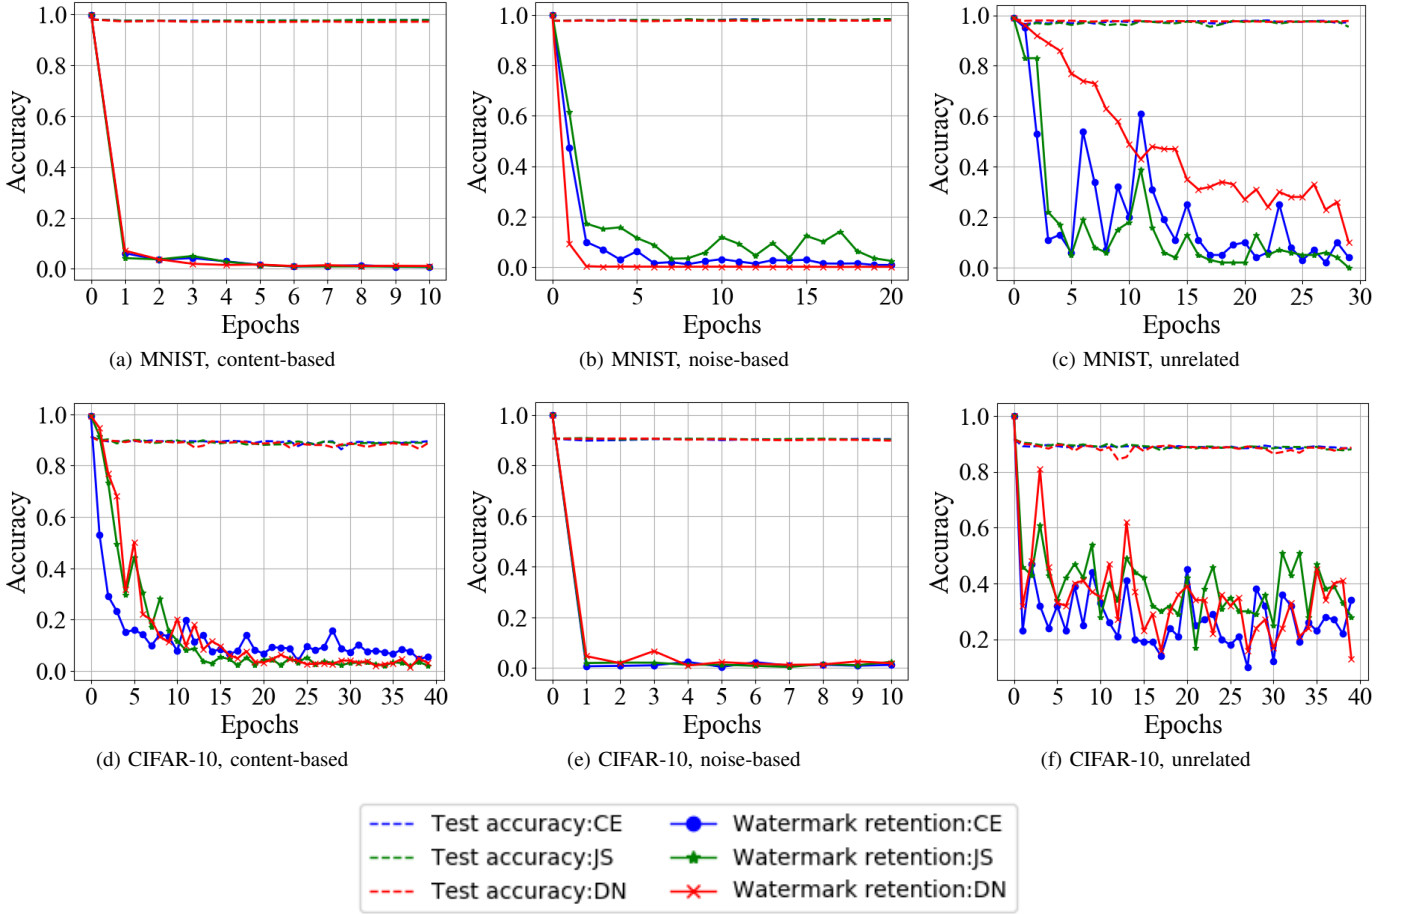 1.0
0.8
0.6
0.4
0.2
0.0
Accuracy
0 1 2 3 4 5 6 7 8 9 10
Epochs
(a) MNIST, content-based
1.0
0.8
0.6
0.4
0.2
0.0
Accuracy
0 5 10 15 20
Epochs
(b) MNIST, noise-based
1.0
0.8
0.6
0.4
0.2
0.0
Accuracy
0 5 10 15 20 25 30
Epochs
(c) MNIST, unrelated
1.0
0.8
0.6
0.4
0.2
0.0
Accuracy
0 5 10 15 20 25 30 35 40
Epochs
(d) CIFAR-10, content-based
1.0
0.8
0.6
0.4
0.2
0.0
Accuracy
0 1 2 3 4 5 6 7 8 9 10
Epochs
(e) CIFAR-10, noise-based
1.0
0.8
0.6
0.4
0.2
Accuracy
0 5 10 15 20 25 30 35 40
Epochs
(f) CIFAR-10, unrelated
Test accuracy:CE Watermark retention:CE
Test accuracy:JS Watermark retention:JS
Test accuracy:DN Watermark retention:DN